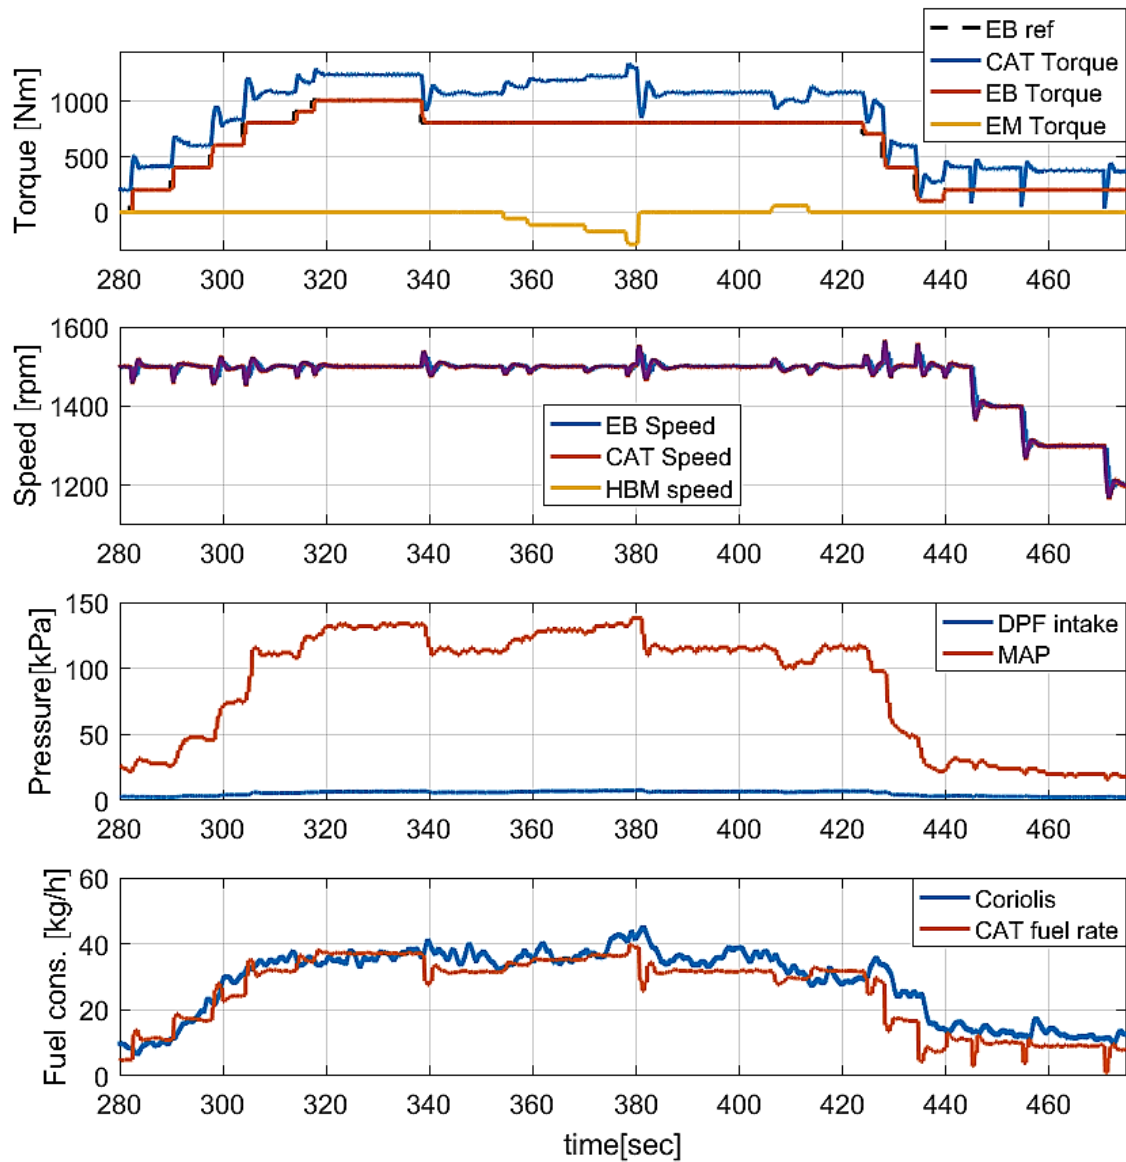 EB ref
CAT Torque
EB Torque
EM Torque
Torque [Nm]
1000
500
0
280 300 320 340 360 380 400 420 440 460
Speed [rpm]
1600
1400
1200
EB Speed
CAT Speed
HBM speed
280 300 320 340 360 380 400 420 440 460
Pressure[kPa]
150
100
50
0
DPF intake
MAP
280 300 320 340 360 380 400 420 440 460
Fuel cons. [kg/h]
60
40
20
0
Coriolis
CAT fuel rate
280 300 320 340 360 380 400 420 440 460
time[sec]